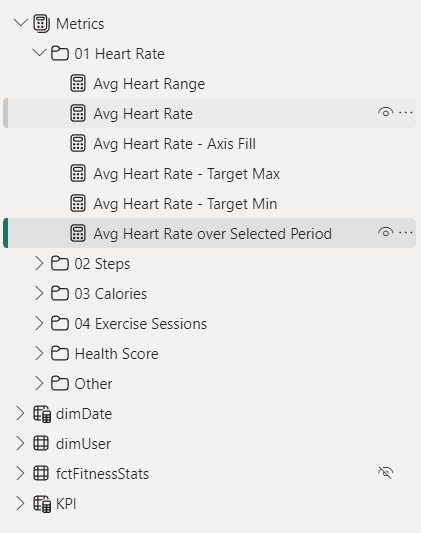 Metrics
01 Heart Rate
Avg Heart Range
Avg Heart Rate
Avg Heart Rate - Axis Fill
Avg Heart Rate - Target Max
Avg Heart Rate - Target Min
Avg Heart Rate over Selected Period
02 Steps
03 Calories
04 Exercise Sessions
Health Score
Other
dimDate
dimUser
fctFitnessStats
KPI